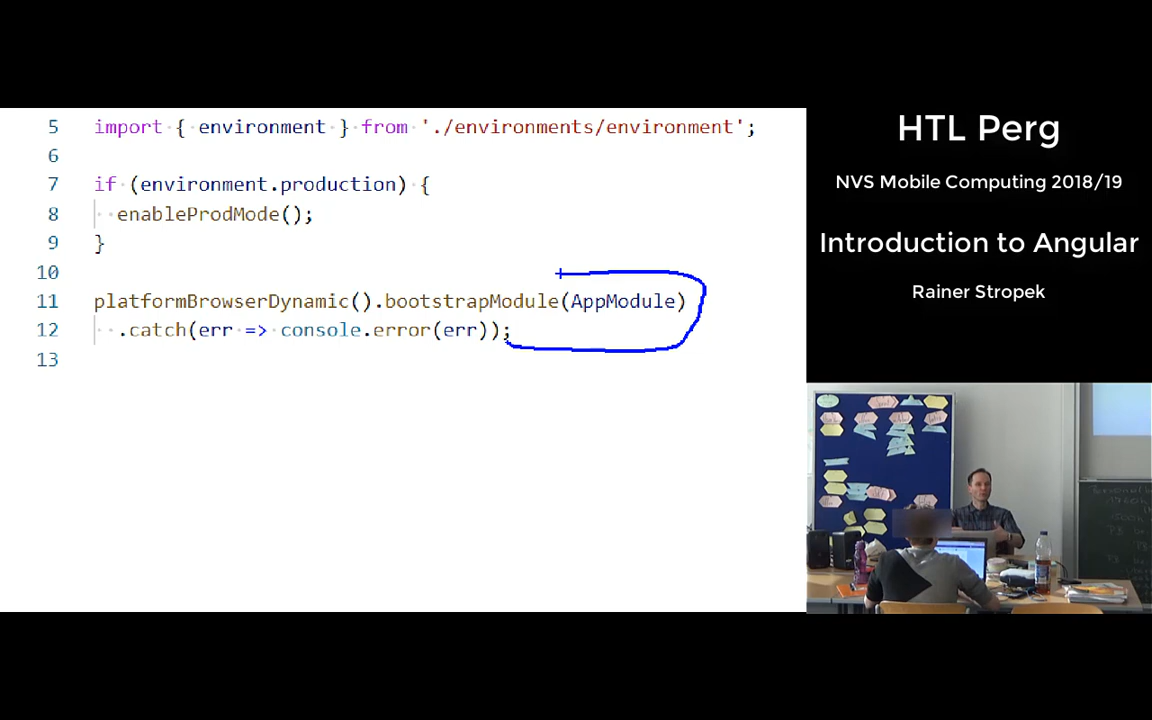 5 import { environment } from './environments/environment';
6
7 if (environment.production) {
8 enableProdMode();
9 }
10
11 platformBrowserDynamic().bootstrapModule(AppModule)
12 .catch(err => console.error(err));
13
HTL Perg
NVS Mobile Computing 2018/19
Introduction to Angular
Rainer Stropek